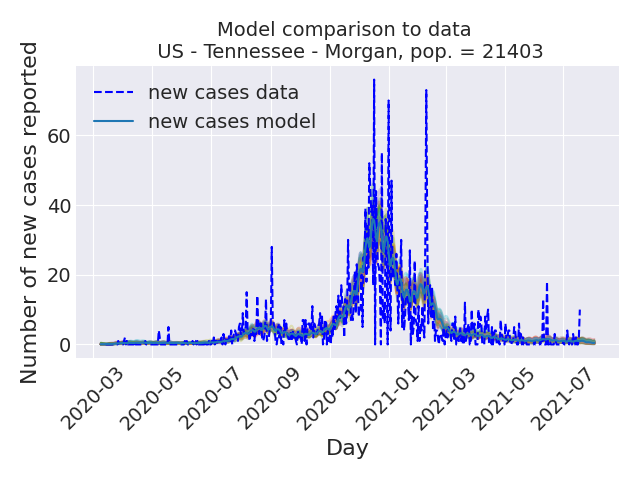 Model comparison to data
US - Tennessee - Morgan, pop. = 21403
Number of new cases reported
60
40
20
0
new cases data
new cases model
2020-03
2020-05
2020-07
2020-09
2020-11
2021-01
2021-03
2021-05
2021-07
Day